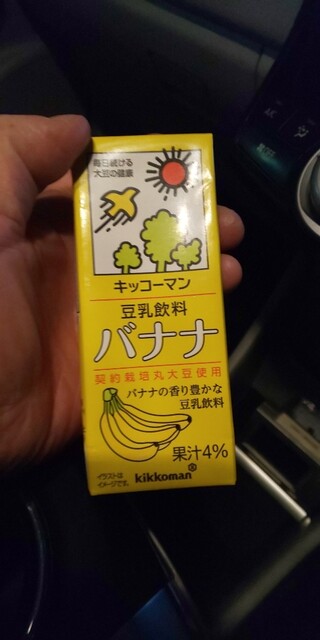 毎日続ける
大豆の健康
キッコーマン
豆乳飲料
バナナ
契約栽培丸大豆使用
バナナの香り豊かな
豆乳飲料
果汁4%
イラストは
イメージです。
kikkoman